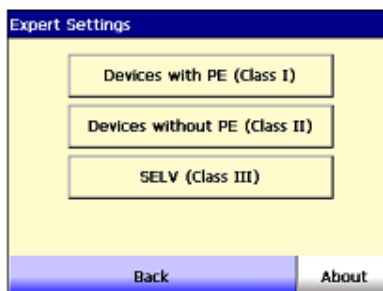 Expert Settings
Devices with PE (Class I)
Devices without PE (Class II)
SELV (Class III)
Back
About